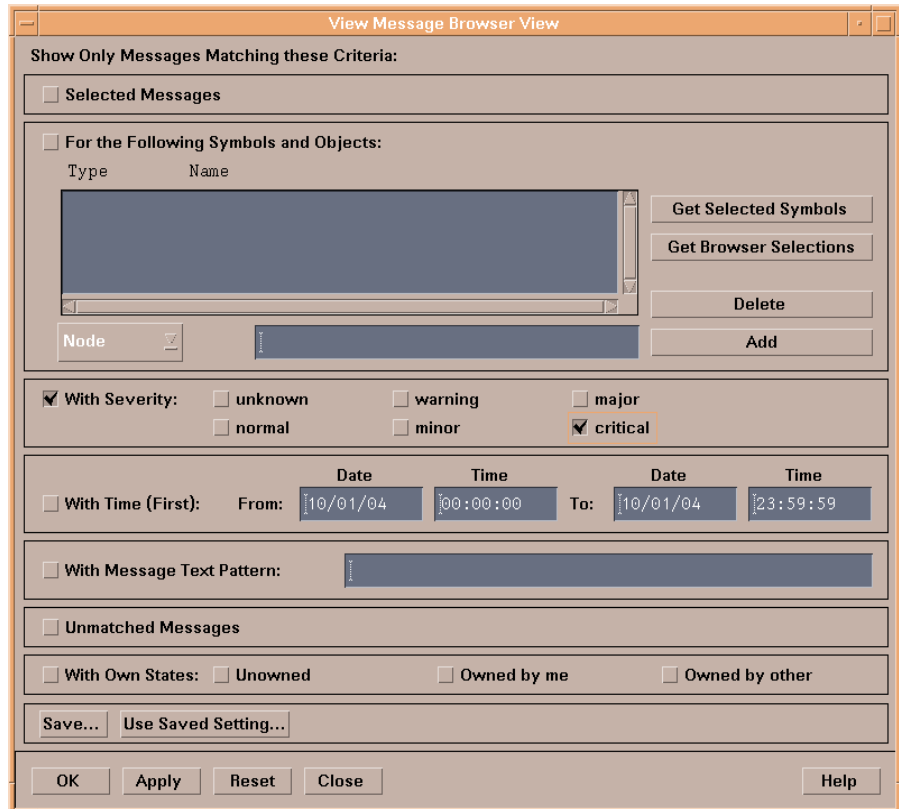 View Message Browser View
Show Only Messages Matching these Criteria:
Selected Messages
For the Following Symbols and Objects:
Type Name
Get Selected Symbols
Get Browser Selections
Delete
Node Add
With Severity: unknown warning major
normal minor critical
Date Time Date Time
With Time (First): From: 10/01/04 00:00:00 To: 10/01/04 23:59:59
With Message Text Pattern:
Unmatched Messages
With Own States: Unowned Owned by me Owned by other
Save... Use Saved Setting...
OK Apply Reset Close Help